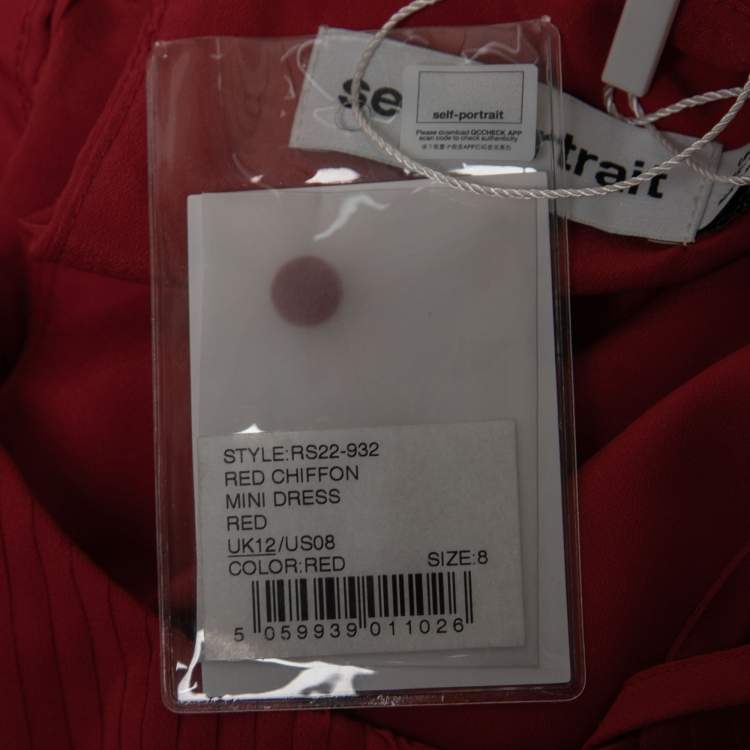 se
trait
self-portrait
Please download QCCHECK APP
scan code to check authenticity
STYLE:RS22-932
RED CHIFFON
MINI DRESS
RED
UK12/US08
COLOR:RED SIZE:8
5 059939 011026